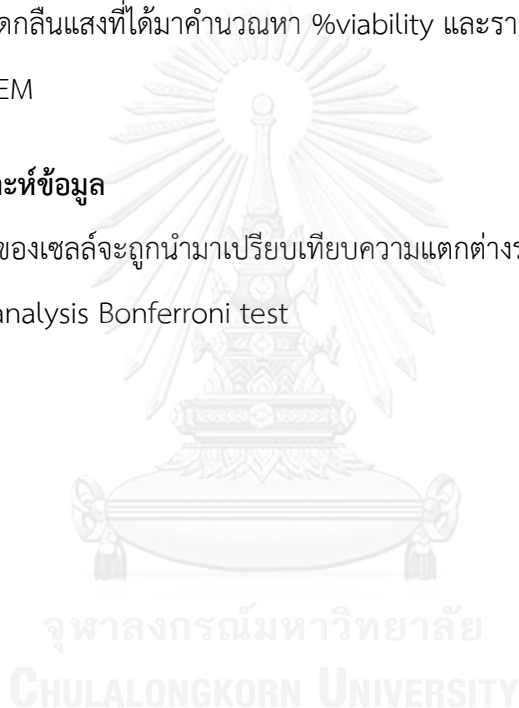 ดกลืนแสงที่ได้มาคำนวณหา %viability และรา
EM
ะห์ข้อมูล
ของเซลล์จะถูกนำมาเปรียบเทียบความแตกต่างร
analysis Bonferroni test
จุฬาลงกรณ์มหาวิทยาลัย
CHULALONGKORN UNIVERSITY